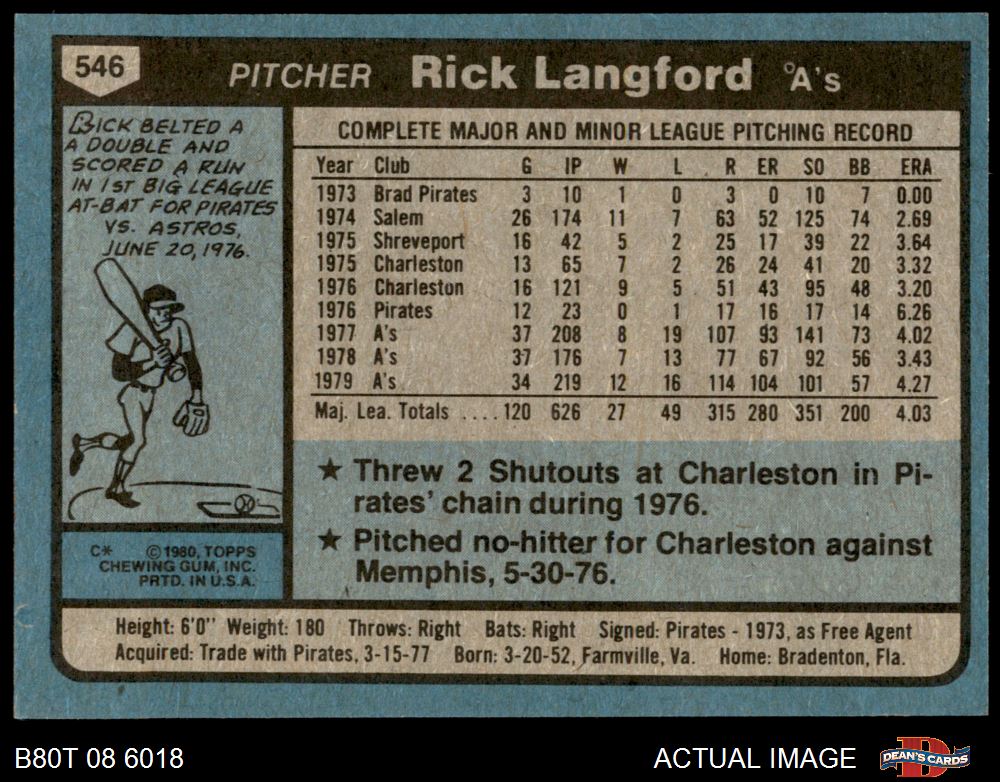 546 PITCHER Rick Langford A's
RICK BELTED A
A DOUBLE AND
SCORED A RUN
IN 1ST BIG LEAGUE
AT-BAT FOR PIRATES
VS. ASTROS,
JUNE 20, 1976.
COMPLETE MAJOR AND MINOR LEAGUE PITCHING RECORD
Year Club G IP W L R ER SO BB ERA
1973 Brad Pirates 3 10 1 0 3 0 10 7 0.00
1974 Salem 26 174 11 7 63 52 125 74 2.69
1975 Shreveport 16 42 5 2 25 17 39 22 3.64
1975 Charleston 13 65 7 2 26 24 41 20 3.32
1976 Charleston 16 121 9 5 51 43 95 48 3.20
1976 Pirates 12 23 0 1 17 16 17 14 6.26
1977 A's 37 208 8 19 107 93 141 73 4.02
1978 A's 37 176 7 13 77 67 92 56 3.43
1979 A's 34 219 12 16 114 104 101 57 4.27
Maj. Lea. Totals ....120 626 27 49 315 280 351 200 4.03
★ Threw 2 Shutouts at Charleston in Pi-
rates' chain during 1976.
★ Pitched no-hitter for Charleston against
Memphis, 5-30-76.
C* ©1980, TOPPS
CHEWING GUM, INC.
PRTD. IN U.S.A.
Height: 6'0" Weight: 180 Throws: Right Bats: Right Signed: Pirates - 1973, as Free Agent
Acquired: Trade with Pirates, 3-15-77 Born: 3-20-52, Farmville, Va. Home: Bradenton, Fla.
B80T 08 6018 ACTUAL IMAGE DEAN'S CARDS